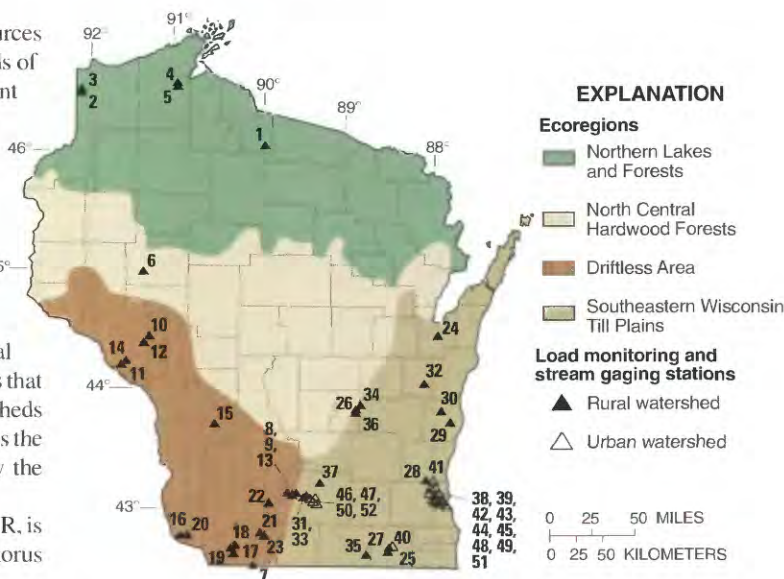 urces
is of
nt
al
s that
heds
s the
y the
R, is
orus
92°
91°
90°
89°
88°
46°
5°
44°
43°
3
2
4
5
1
6
10
12
14
11
15
8,
9,
13
22
16
20
18
19
17
21
23
7
24
32
34
26
36
30
29
37
28
41
46, 47,
50, 52
31,
33
35
27
40
25
38, 39,
42, 43,
44, 45,
48, 49,
51
EXPLANATION
Ecoregions
Northern Lakes
and Forests
North Central
Hardwood Forests
Driftless Area
Southeastern Wisconsin
Till Plains
Load monitoring and
stream gaging stations
Rural watershed
Urban watershed
0 25 50 MILES
0 25 50 KILOMETERS